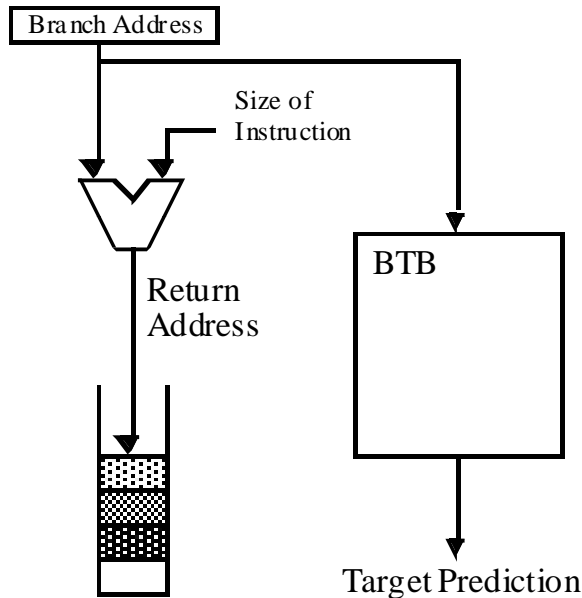 Branch Address
Size of
Instruction
BTB
Return
Address
Target Prediction